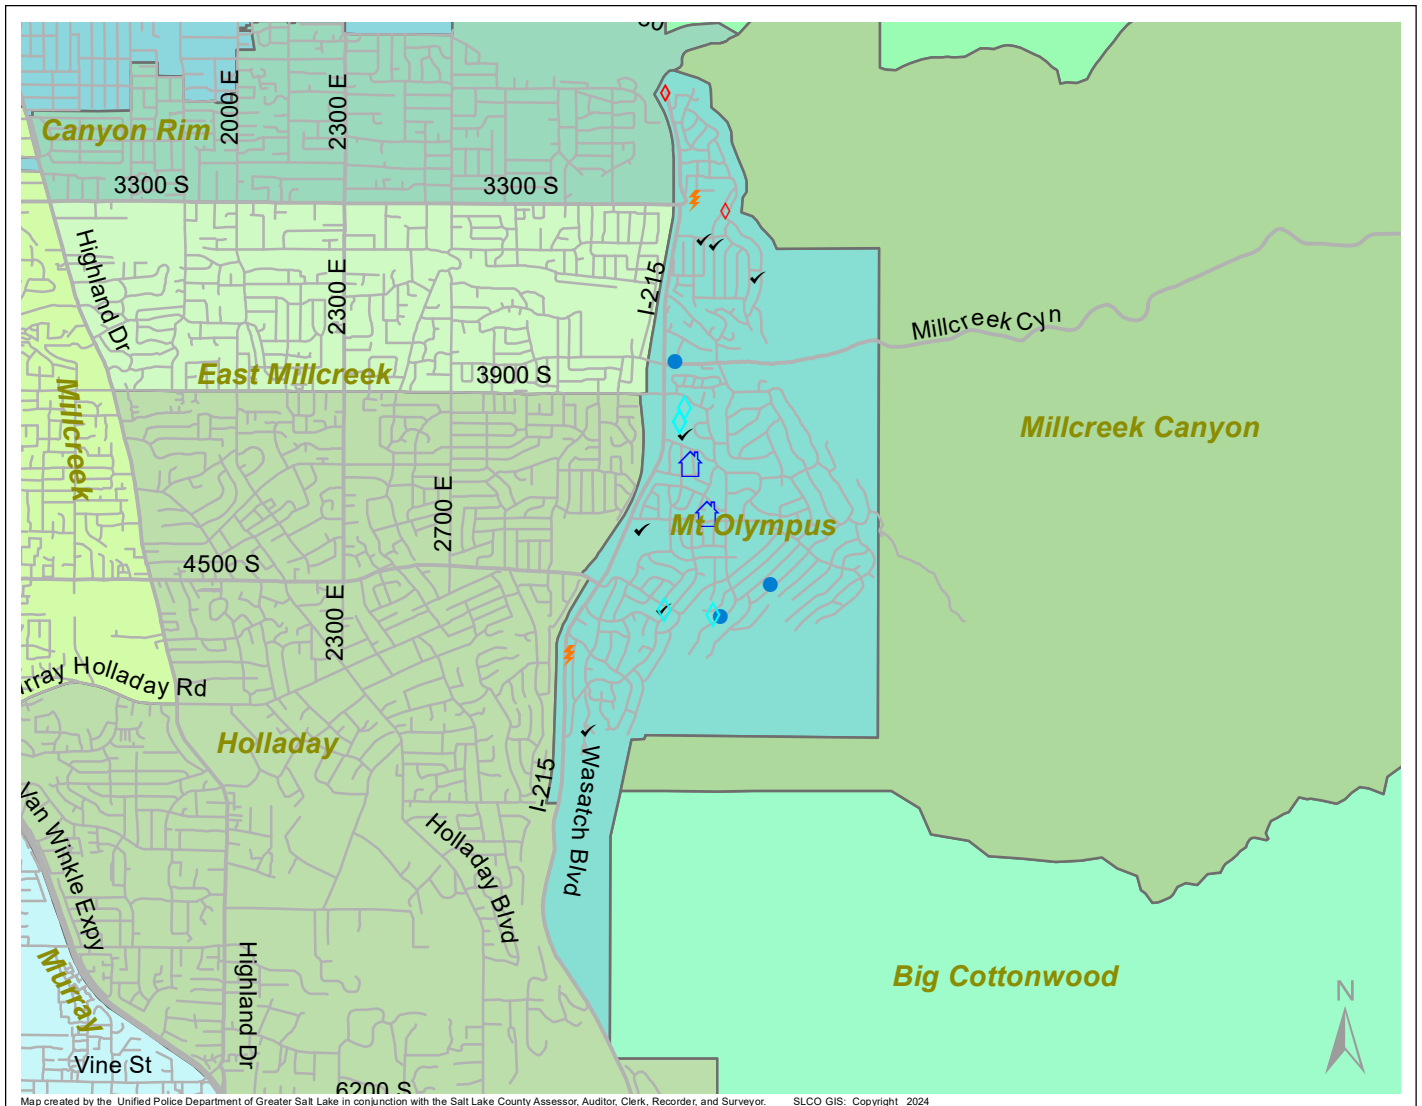 Canyon Rim
2000 E
2300 E
3300 S
3300 S
Highland Dr
2300 E
I-215
Millcreek Cyn
East Millcreek
3900 S
Millcreek
Millcreek Canyon
2700 E
Mt Olympus
4500 S
2300 E
rray Holladay Rd
Holladay
I-215
Wasatch Blvd
Van Winkle Expy
Holladay Blvd
Murray
Highland Dr
Big Cottonwood
N
Vine St
6200 S
Map created by the Unified Police Department of Greater Salt Lake in conjunction with the Salt Lake County Assessor, Auditor, Clerk, Recorder, and Surveyor. SLCO GIS: Copyright 2024